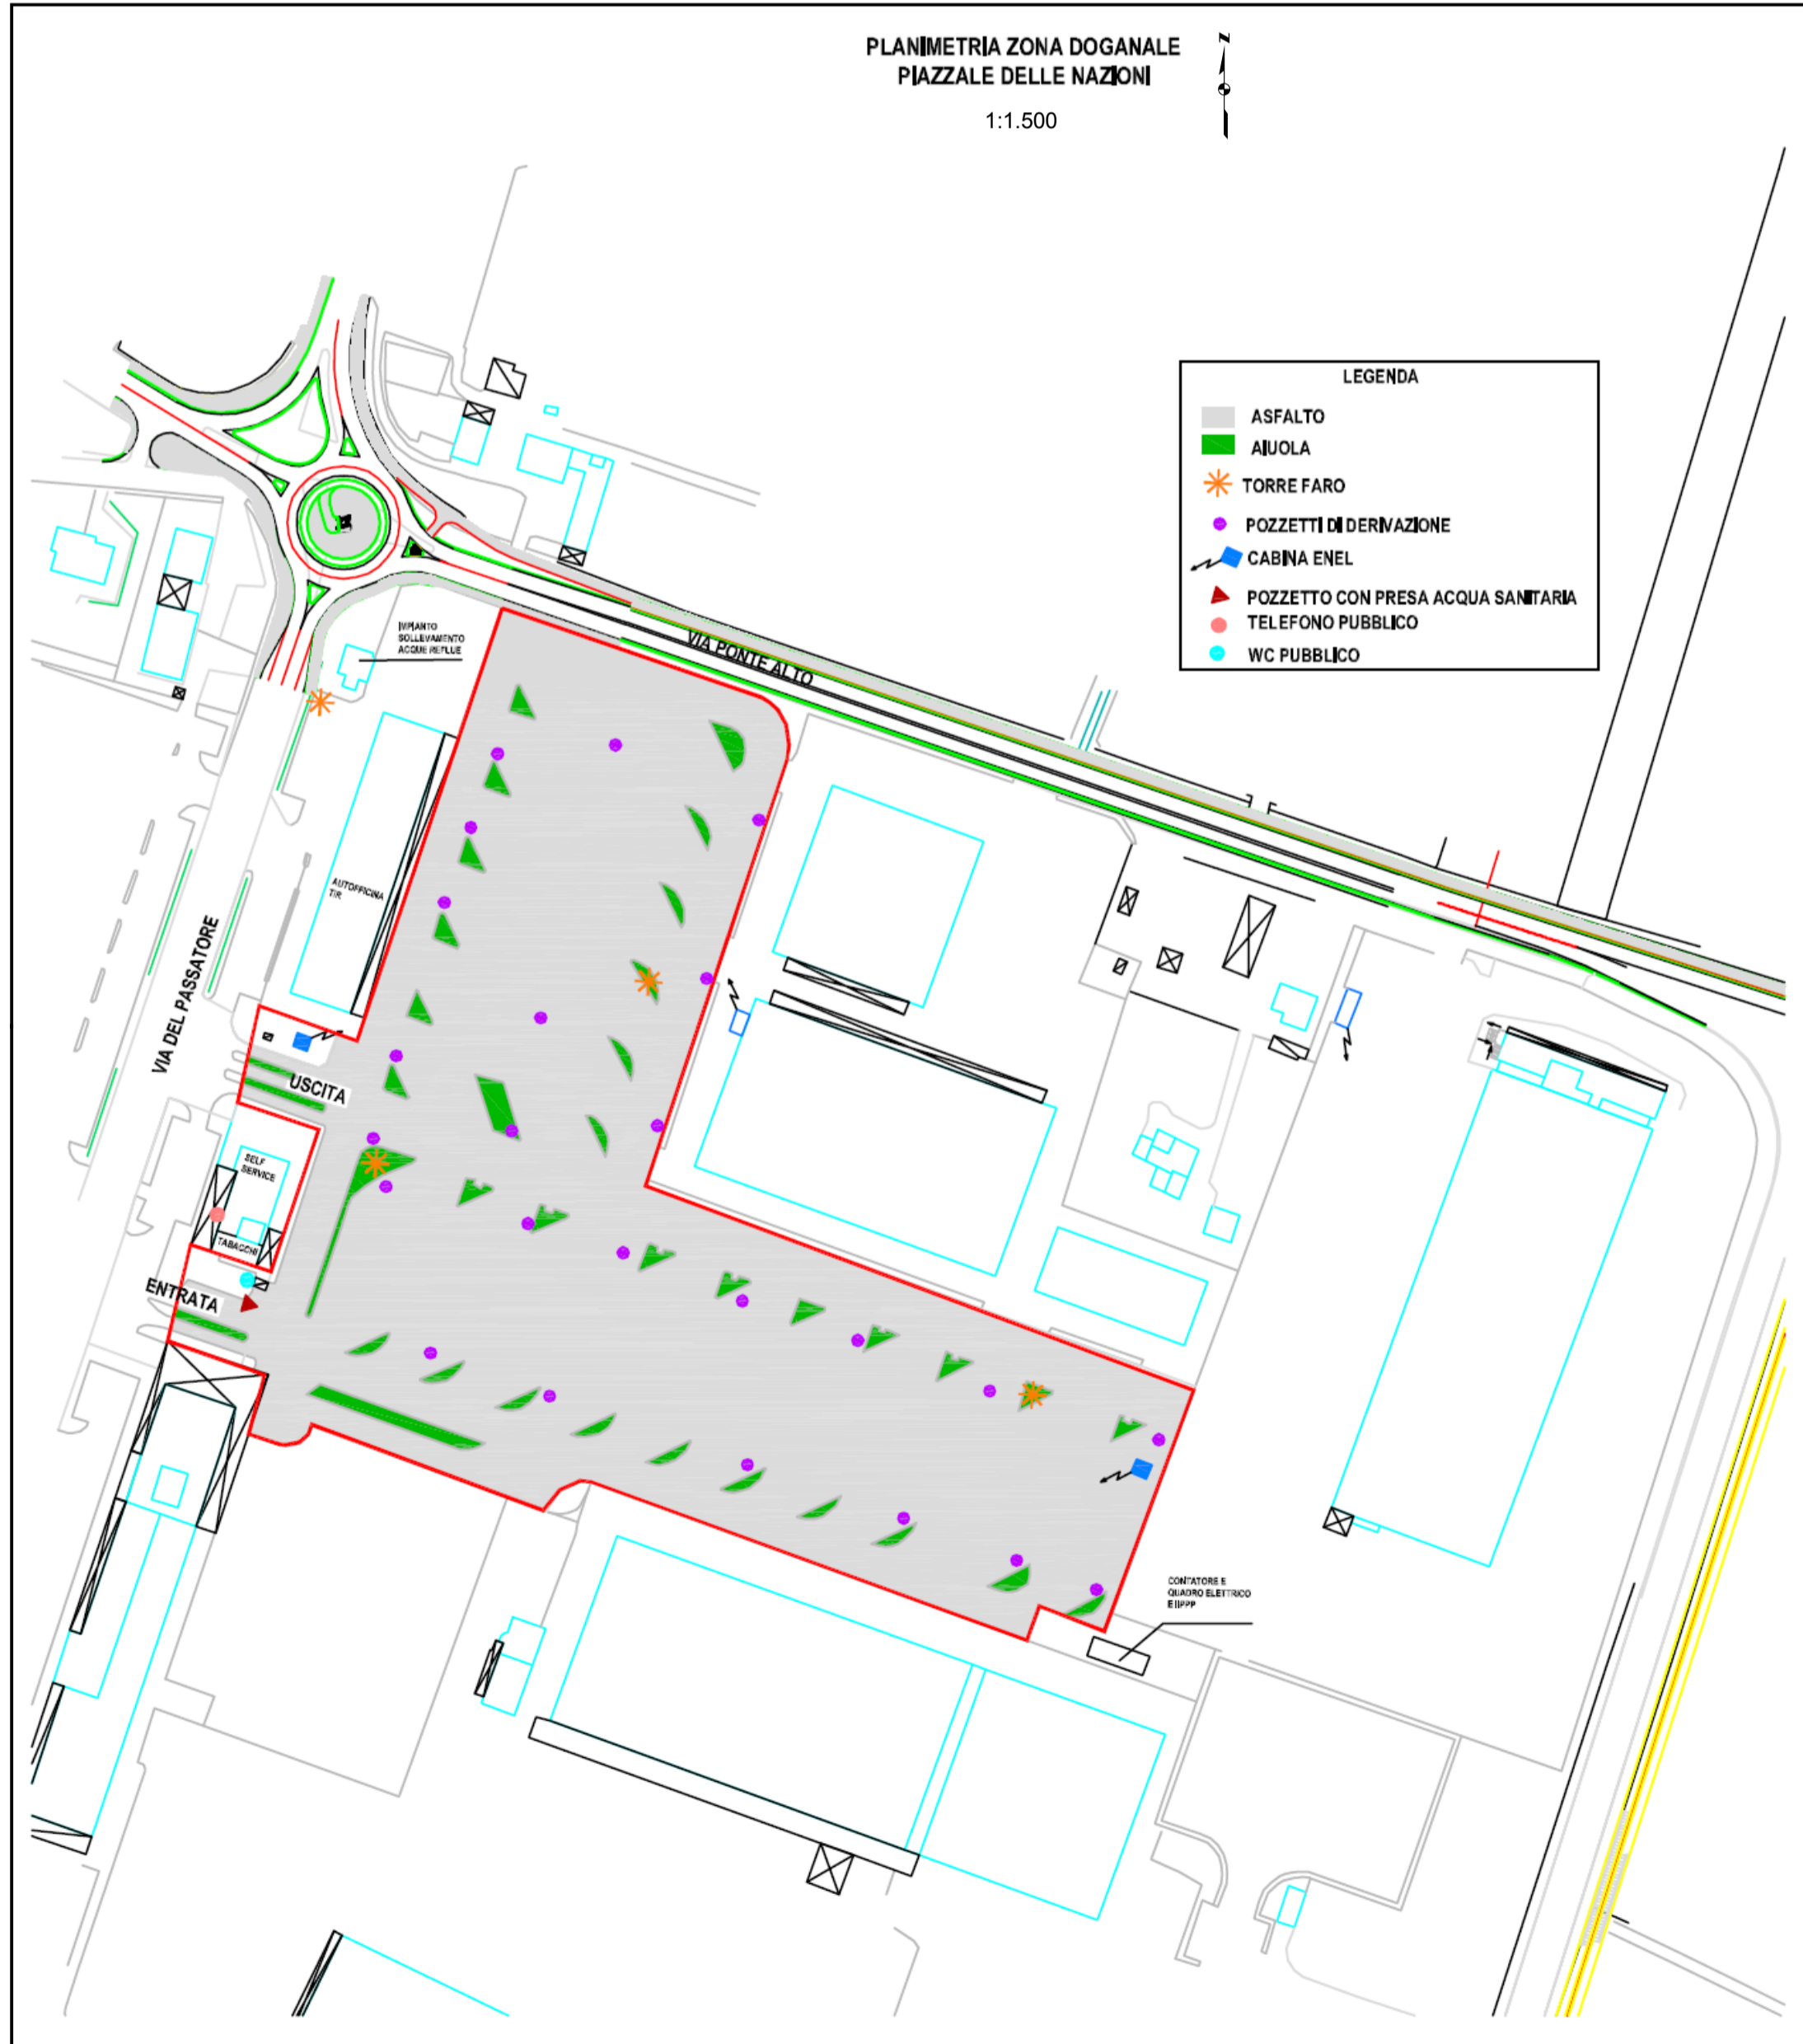 PLANIMETRIA ZONA DOGANALE
PIAZZALE DELLE NAZIONI
1:1.500
N
LEGENDA
ASFALTO
AIUOLA
TORRE FARO
POZZETTI DI DERIVAZIONE
CABINA ENEL
POZZETTO CON PRESA ACQUA SANITARIA
TELEFONO PUBBLICO
WC PUBBLICO
IMPIANTO
SOLLEVAMENTO
ACQUE REFLUE
VIA PONTE ALTO
AUTOFFICINA
TIR
VIA DEL PASSATORE
USCITA
SELF
SERVICE
TABACCHI
ENTRATA
CONTATORE E
QUADRO ELETTRICO
E IIPPP